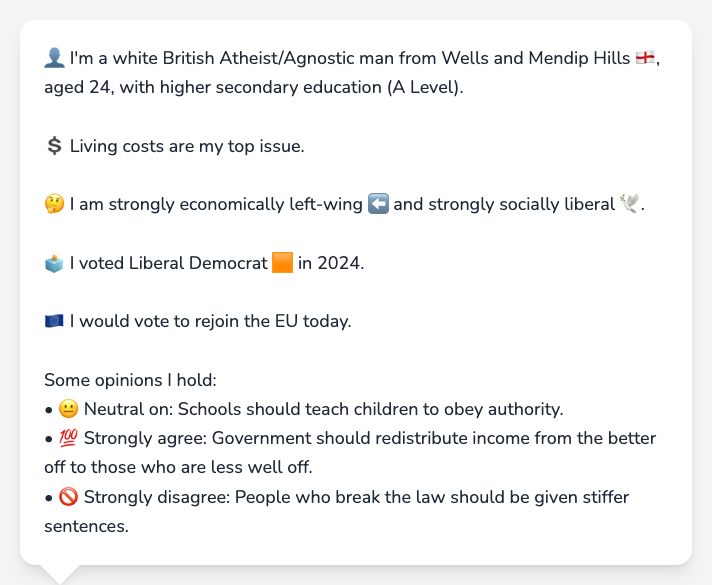 👤 I'm a white British Atheist/Agnostic man from Wells and Mendip Hills 🏴󠁧󠁢󠁥󠁮󠁧󠁿,
aged 24, with higher secondary education (A Level).
💲 Living costs are my top issue.
🤔 I am strongly economically left-wing ⬅️ and strongly socially liberal 🕊️.
🗳️ I voted Liberal Democrat 🟧 in 2024.
🇪🇺 I would vote to rejoin the EU today.
Some opinions I hold:
• 😐 Neutral on: Schools should teach children to obey authority.
• 💯 Strongly agree: Government should redistribute income from the better
off to those who are less well off.
• 🚫 Strongly disagree: People who break the law should be given stiffer
sentences.